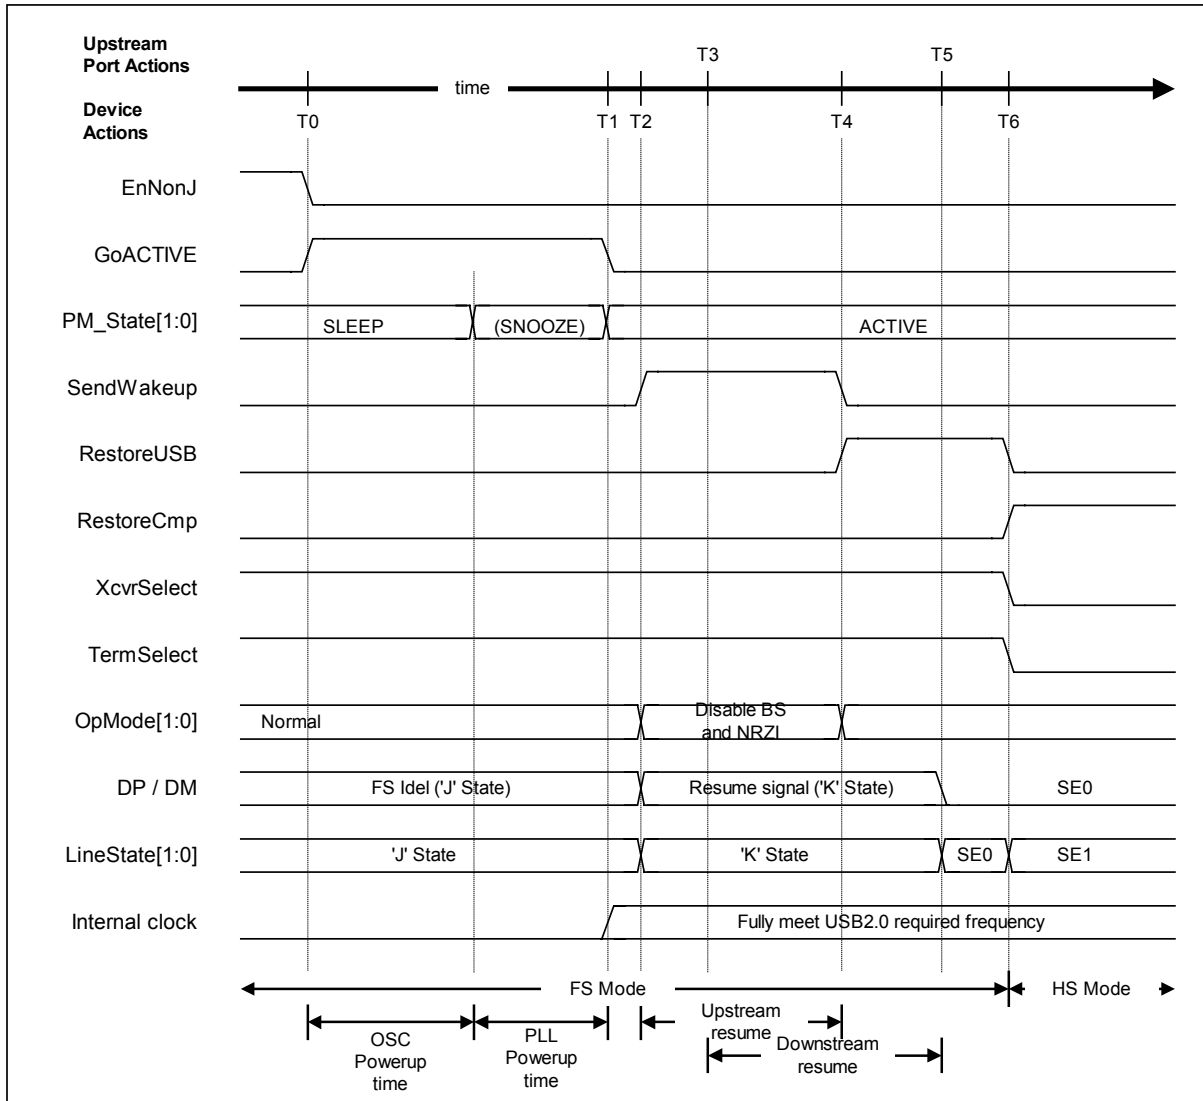 Upstream
Port Actions
T3
T5
time
Device
Actions
T0
T1
T2
T4
T6
EnNonJ
GoACTIVE
PM_State[1:0]
SLEEP
(SNOOZE)
ACTIVE
SendWakeup
RestoreUSB
RestoreCmp
XcvrSelect
TermSelect
OpMode[1:0]
Normal
Disable BS
and NRZI
DP / DM
FS Idel ('J' State)
Resume signal ('K' State)
SE0
LineState[1:0]
'J' State
'K' State
SE0
SE1
Internal clock
Fully meet USB2.0 required frequency
FS Mode
HS Mode
OSC
Powerup
time
PLL
Powerup
time
Upstream
resume
Downstream
resume